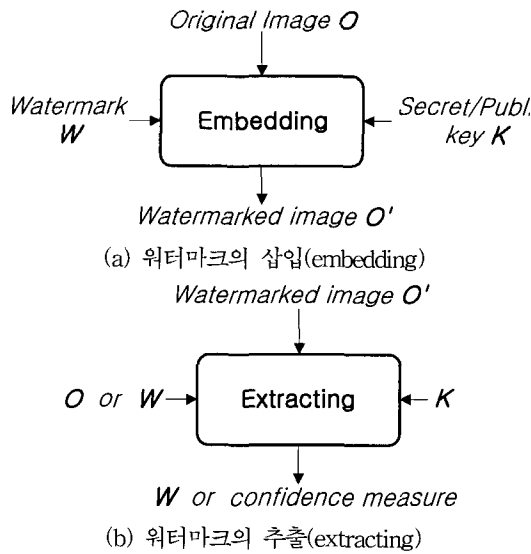 Original Image O
Watermark
W
Embedding
Secret/Publ.
key K
Watermarked image O'
(a) 워터마크의 삽입(embedding)
Watermarked image O'
O or W
Extracting
K
W or confidence measure
(b) 워터마크의 추출(extracting)